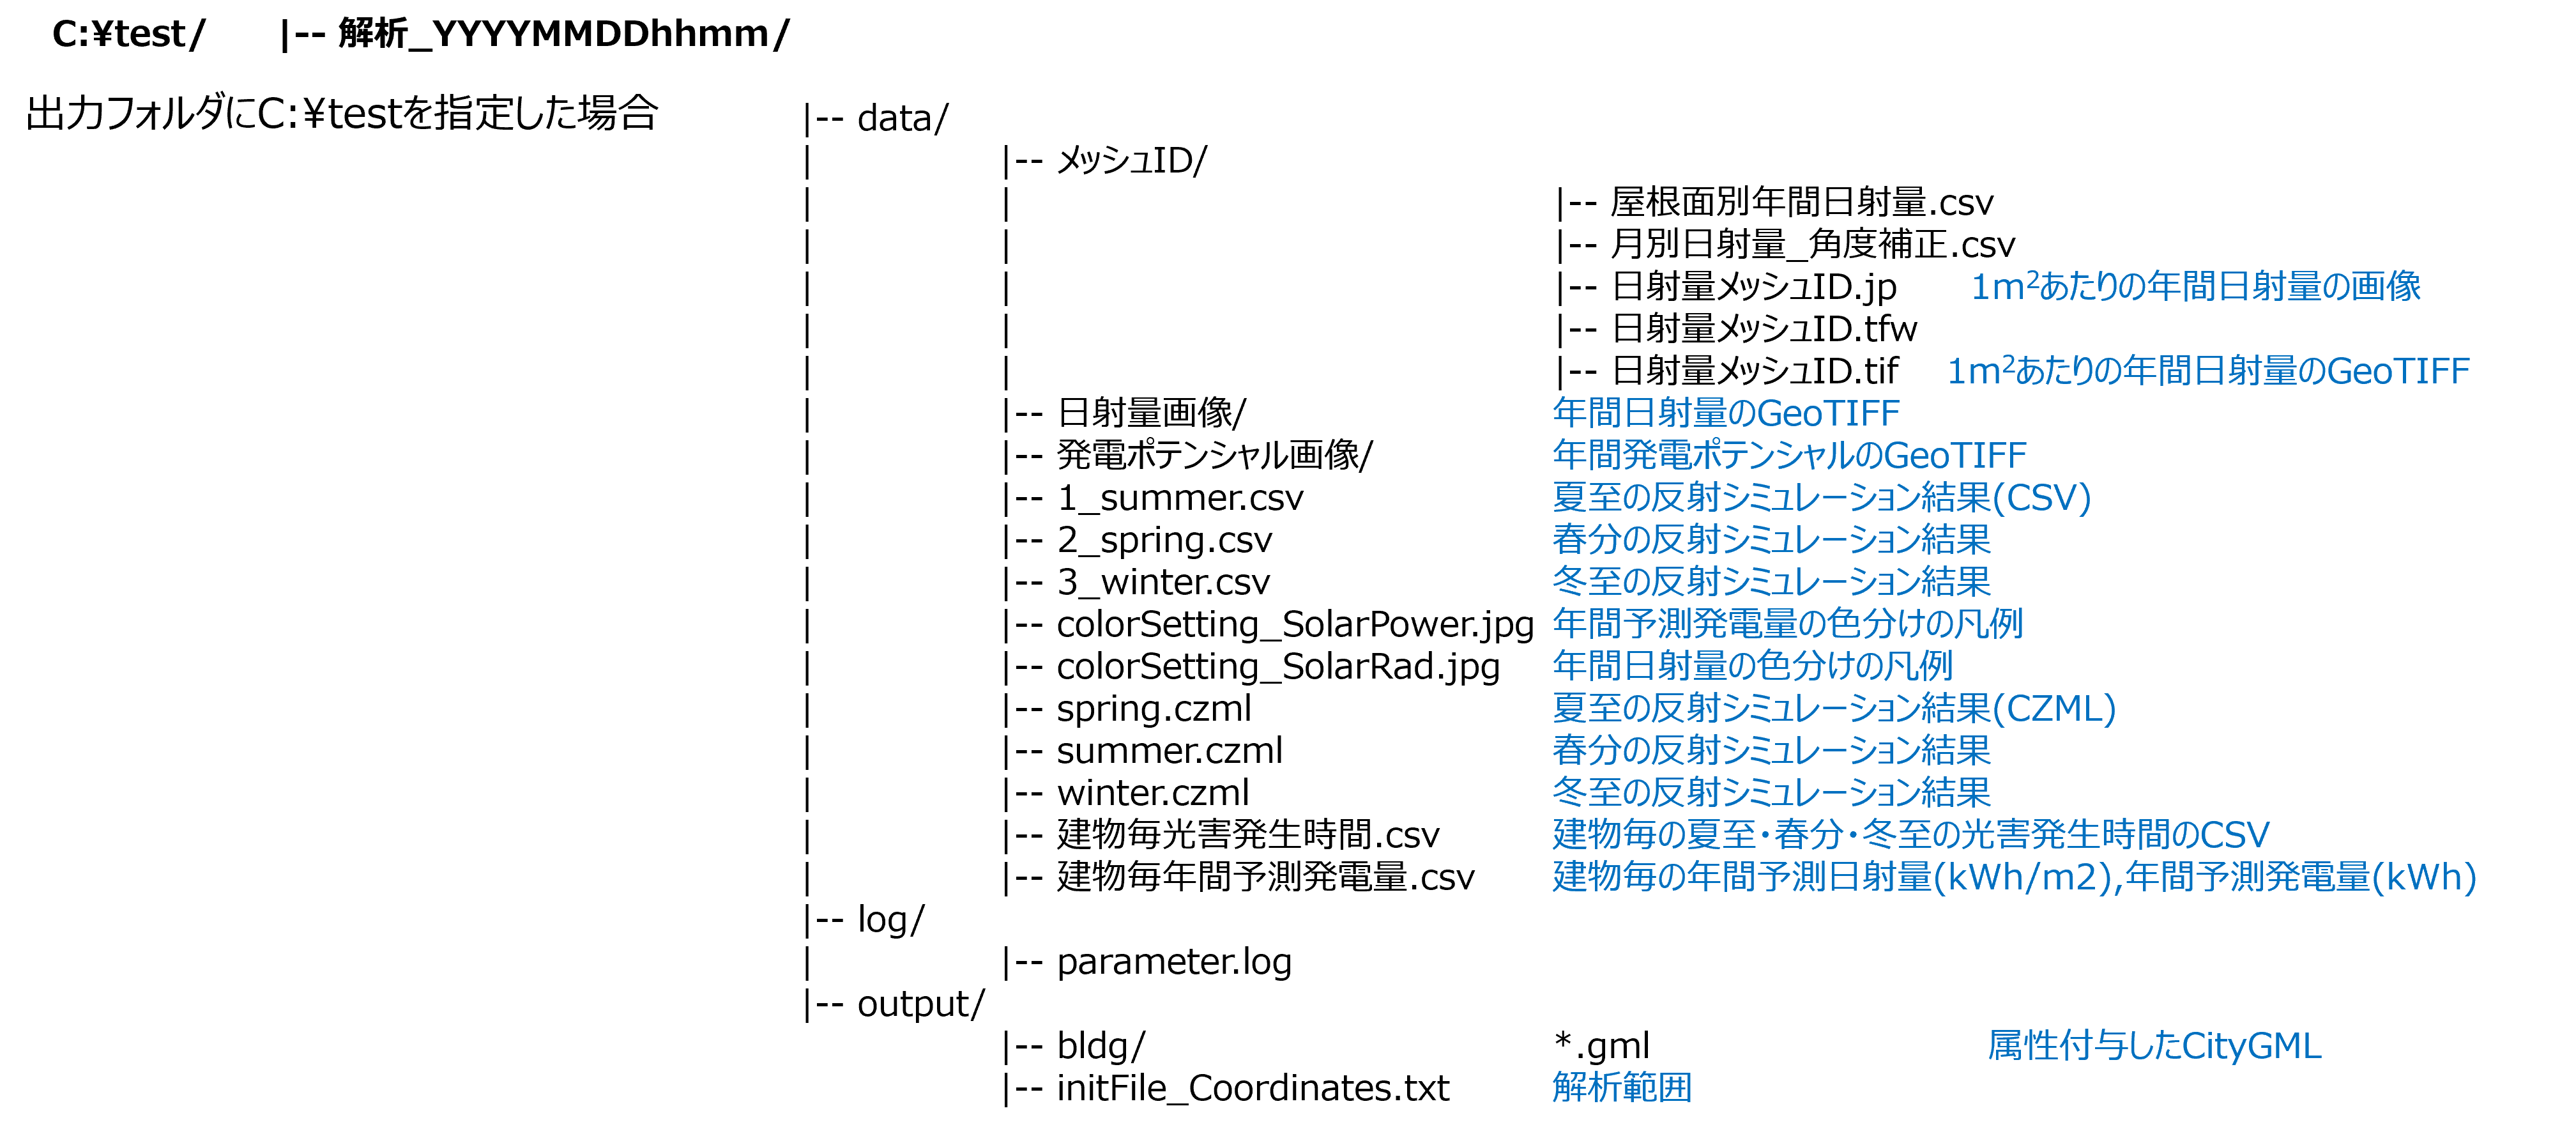 C:¥test/ |-- 解析_YYYYMMDDhhmm/
出力フォルダにC:¥testを指定した場合
|-- data/
| |-- メッシュID/
| | |-- 屋根面別年間日射量.csv
| | |-- 月別日射量_角度補正.csv
| | |-- 日射量メッシュID.jp 1m²あたりの年間日射量の画像
| | |-- 日射量メッシュID.tfw
| | |-- 日射量メッシュID.tif 1m²あたりの年間日射量のGeoTIFF
| |-- 日射量画像/ 年間日射量のGeoTIFF
| |-- 発電ポテンシャル画像/ 年間発電ポテンシャルのGeoTIFF
| |-- 1_summer.csv 夏至の反射シミュレーション結果(CSV)
| |-- 2_spring.csv 春分の反射シミュレーション結果
| |-- 3_winter.csv 冬至の反射シミュレーション結果
| |-- colorSetting_SolarPower.jpg 年間予測発電量の色分けの凡例
| |-- colorSetting_SolarRad.jpg 年間日射量の色分けの凡例
| |-- spring.czml 夏至の反射シミュレーション結果(CZML)
| |-- summer.czml 春分の反射シミュレーション結果
| |-- winter.czml 冬至の反射シミュレーション結果
| |-- 建物毎光害発生時間.csv 建物毎の夏至・春分・冬至の光害発生時間のCSV
| |-- 建物毎年間予測発電量.csv 建物毎の年間予測日射量(kWh/m2),年間予測発電量(kWh)
|-- log/
| |-- parameter.log
|-- output/
|-- bldg/ *.gml 属性付与したCityGML
|-- initFile_Coordinates.txt 解析範囲